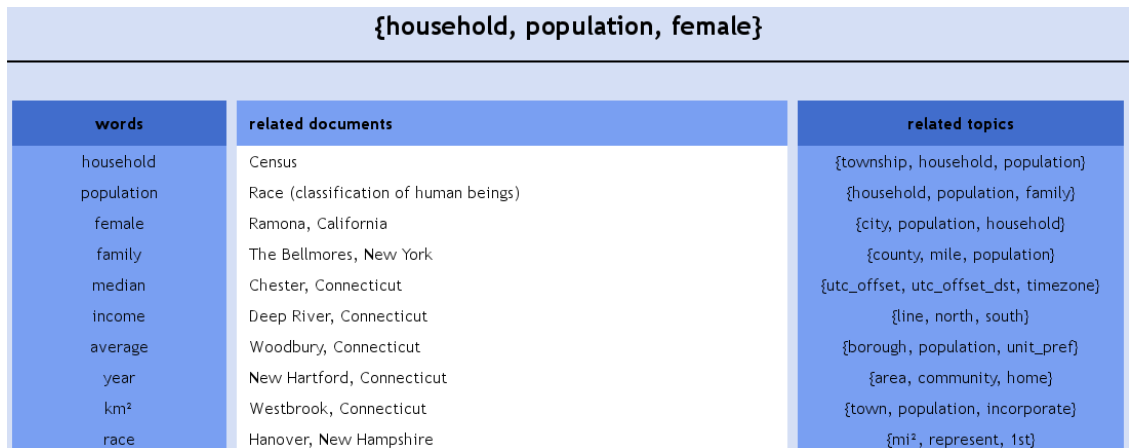 {household, population, female}
words related documents related topics
household Census {township, household, population}
population Race (classification of human beings) {household, population, family}
female Ramona, California {city, population, household}
family The Bellmores, New York {county, mile, population}
median Chester, Connecticut {utc_offset, utc_offset_dst, timezone}
income Deep River, Connecticut {line, north, south}
average Woodbury, Connecticut {borough, population, unit_pref}
year New Hartford, Connecticut {area, community, home}
km² Westbrook, Connecticut {town, population, incorporate}
race Hanover, New Hampshire {mi², represent, 1st}